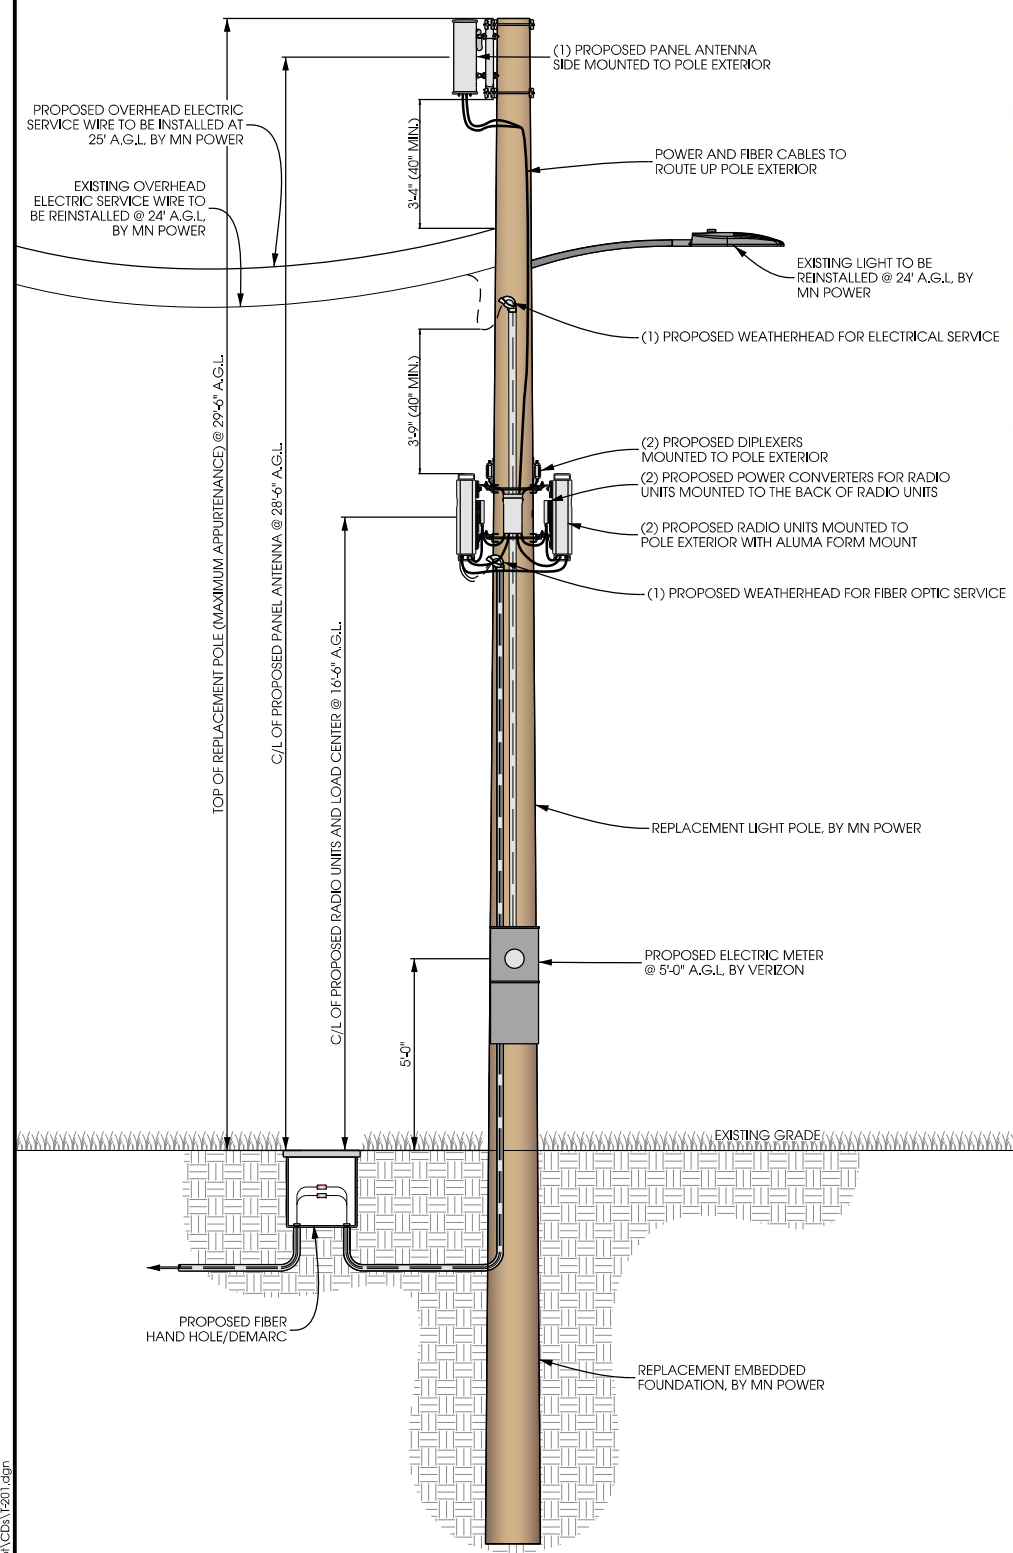 (1) PROPOSED PANEL ANTENNA
SIDE MOUNTED TO POLE EXTERIOR
PROPOSED OVERHEAD ELECTRIC
SERVICE WIRE TO BE INSTALLED AT
25' A.G.L, BY MN POWER
3'-4" (40" MIN.)
POWER AND FIBER CABLES TO
ROUTE UP POLE EXTERIOR
EXISTING OVERHEAD
ELECTRIC SERVICE WIRE TO
BE REINSTALLED @ 24' A.G.L,
BY MN POWER
EXISTING LIGHT TO BE
REINSTALLED @ 24' A.G.L, BY
MN POWER
(1) PROPOSED WEATHERHEAD FOR ELECTRICAL SERVICE
3'-9" (40" MIN.)
TOP OF REPLACEMENT POLE (MAXIMUM APPURTENANCE) @ 29'-6" A.G.L.
C/L OF PROPOSED PANEL ANTENNA @ 28'-6" A.G.L.
C/L OF PROPOSED RADIO UNITS AND LOAD CENTER @ 16'-6" A.G.L.
(2) PROPOSED DIPLEXERS
MOUNTED TO POLE EXTERIOR
(2) PROPOSED POWER CONVERTERS FOR RADIO
UNITS MOUNTED TO THE BACK OF RADIO UNITS
(2) PROPOSED RADIO UNITS MOUNTED TO
POLE EXTERIOR WITH ALUMA FORM MOUNT
(1) PROPOSED WEATHERHEAD FOR FIBER OPTIC SERVICE
REPLACEMENT LIGHT POLE, BY MN POWER
PROPOSED ELECTRIC METER
@ 5'-0" A.G.L, BY VERIZON
5'-0"
EXISTING GRADE
PROPOSED FIBER
HAND HOLE/DEMARC
REPLACEMENT EMBEDDED
FOUNDATION, BY MN POWER
\CDs\T-201.dgn